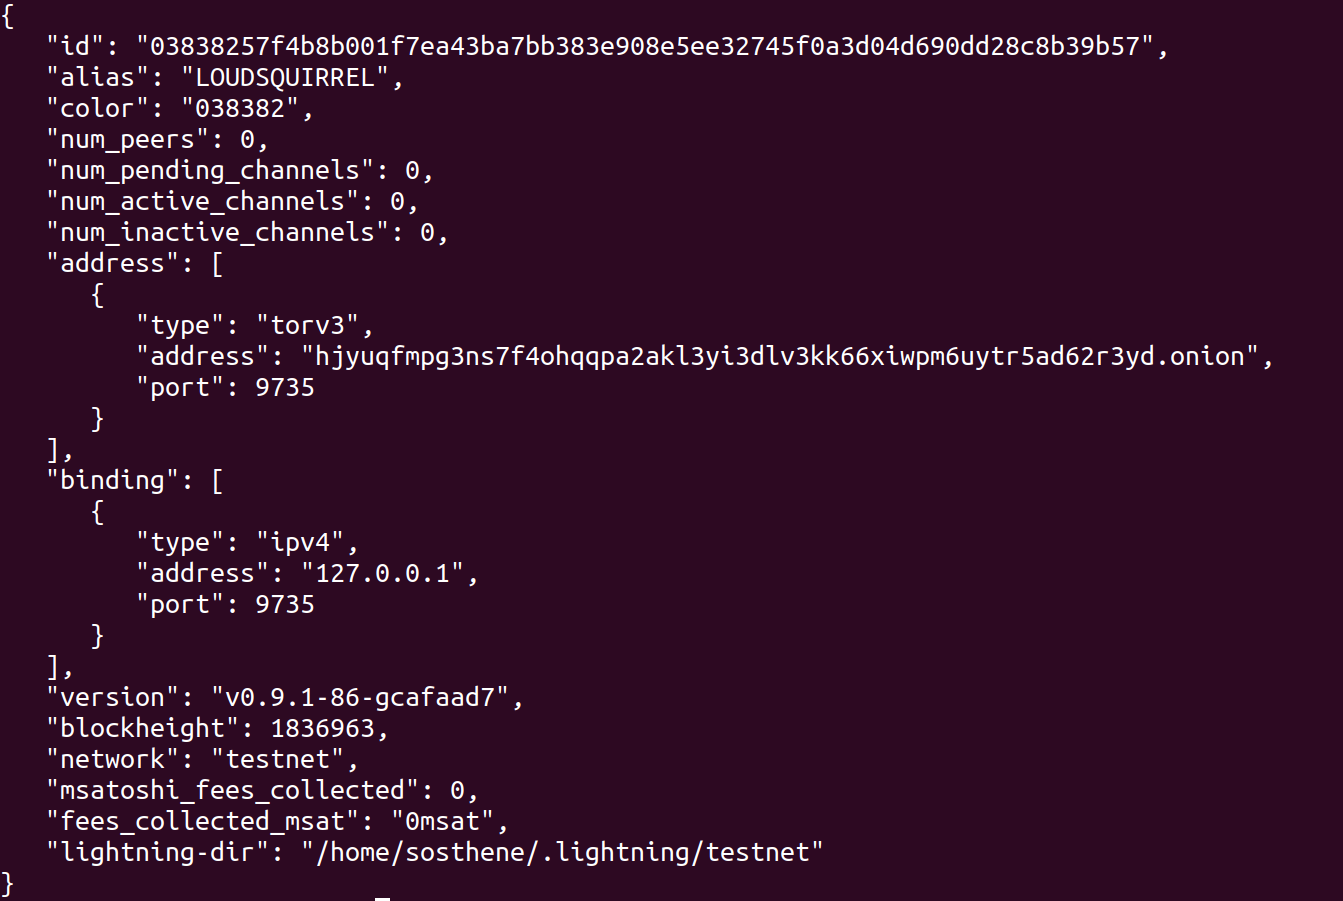 {
   "id": "03838257f4b8b001f7ea43ba7bb383e908e5ee32745f0a3d04d690dd28c8b39b57",
   "alias": "LOUDSQUIRREL",
   "color": "038382",
   "num_peers": 0,
   "num_pending_channels": 0,
   "num_active_channels": 0,
   "num_inactive_channels": 0,
   "address": [
      {
         "type": "torv3",
         "address": "hjyuqfmpg3ns7f4ohqqpa2akl3yi3dlv3kk66xiwpm6uytr5ad62r3yd.onion",
         "port": 9735
      }
   ],
   "binding": [
      {
         "type": "ipv4",
         "address": "127.0.0.1",
         "port": 9735
      }
   ],
   "version": "v0.9.1-86-gcafaad7",
   "blockheight": 1836963,
   "network": "testnet",
   "msatoshi_fees_collected": 0,
   "fees_collected_msat": "0msat",
   "lightning-dir": "/home/sosthene/.lightning/testnet"
}